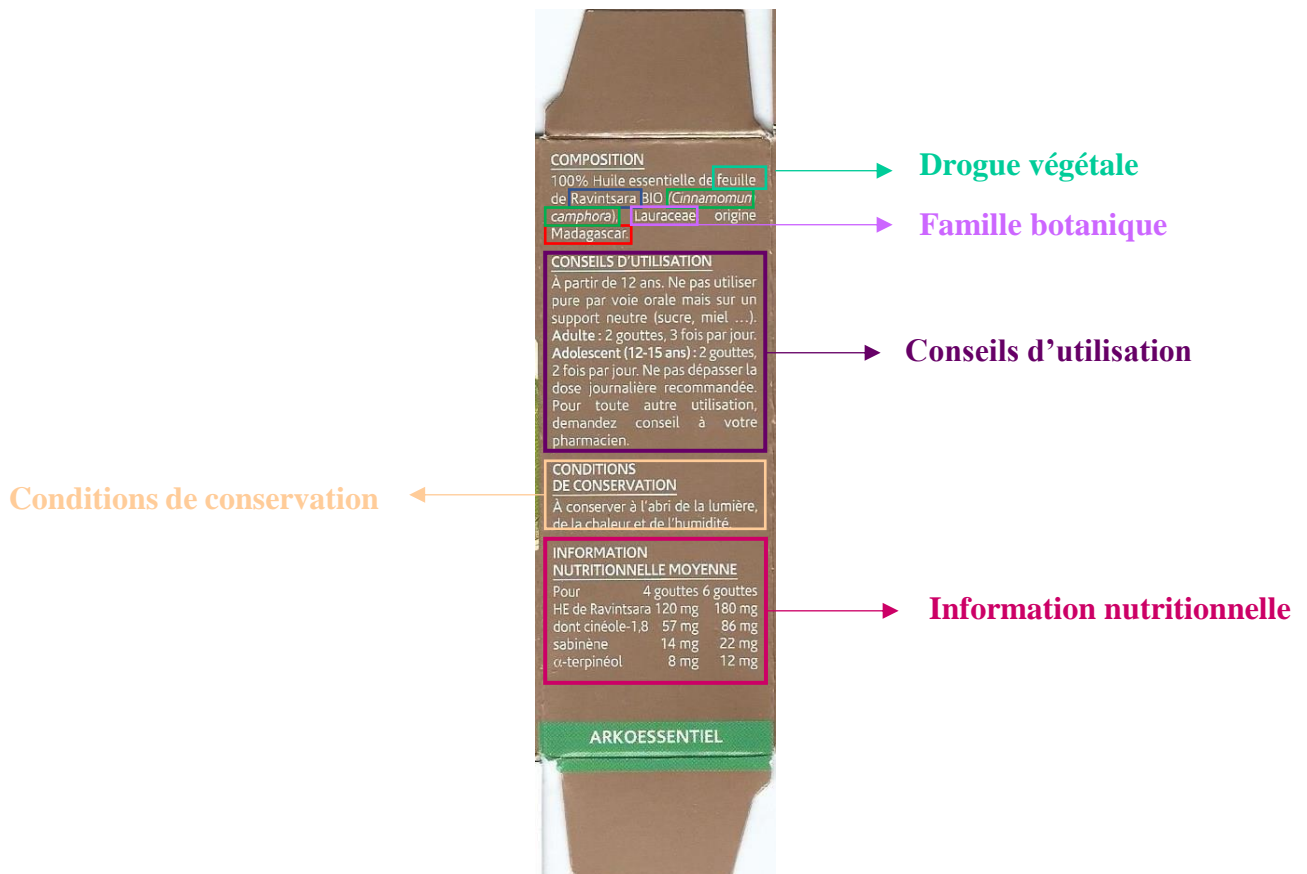 COMPOSITION
100% Huile essentielle de feuille
de Ravintsara BIO (Cinnamomun
camphora), Lauraceae origine
Madagascar.
CONSEILS D'UTILISATION
À partir de 12 ans. Ne pas utiliser
pure par voie orale mais sur un
support neutre (sucre, miel ...).
Adulte : 2 gouttes, 3 fois par jour.
Adolescent (12-15 ans) : 2 gouttes,
2 fois par jour. Ne pas dépasser la
dose journalière recommandée.
Pour toute autre utilisation,
demandez conseil à votre
pharmacien.
CONDITIONS
DE CONSERVATION
À conserver à l'abri de la lumière,
de la chaleur et de l'humidité.
INFORMATION
NUTRITIONNELLE MOYENNE
Pour 4 gouttes 6 gouttes
HE de Ravintsara 120 mg 180 mg
dont cinéole-1,8 57 mg 86 mg
sabinène 14 mg 22 mg
α-terpinéol 8 mg 12 mg
ARKOESSENTIEL
Drogue végétale
Famille botanique
Conseils d'utilisation
Conditions de conservation
Information nutritionnelle